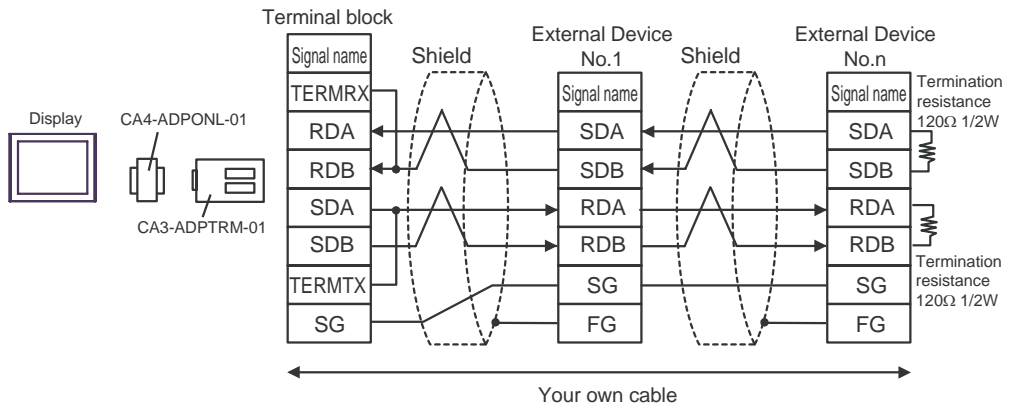 Terminal block
Signal name
TERMRX
RDA
RDB
SDA
SDB
TERMTX
SG
Display
CA4-ADPONL-01
CA3-ADPTRM-01
Shield
External Device
No.1
Signal name
SDA
SDB
RDA
RDB
SG
FG
Shield
External Device
No.n
Signal name
SDA
SDB
RDA
RDB
SG
FG
Termination
resistance
120Ω 1/2W
Termination
resistance
120Ω 1/2W
Your own cable